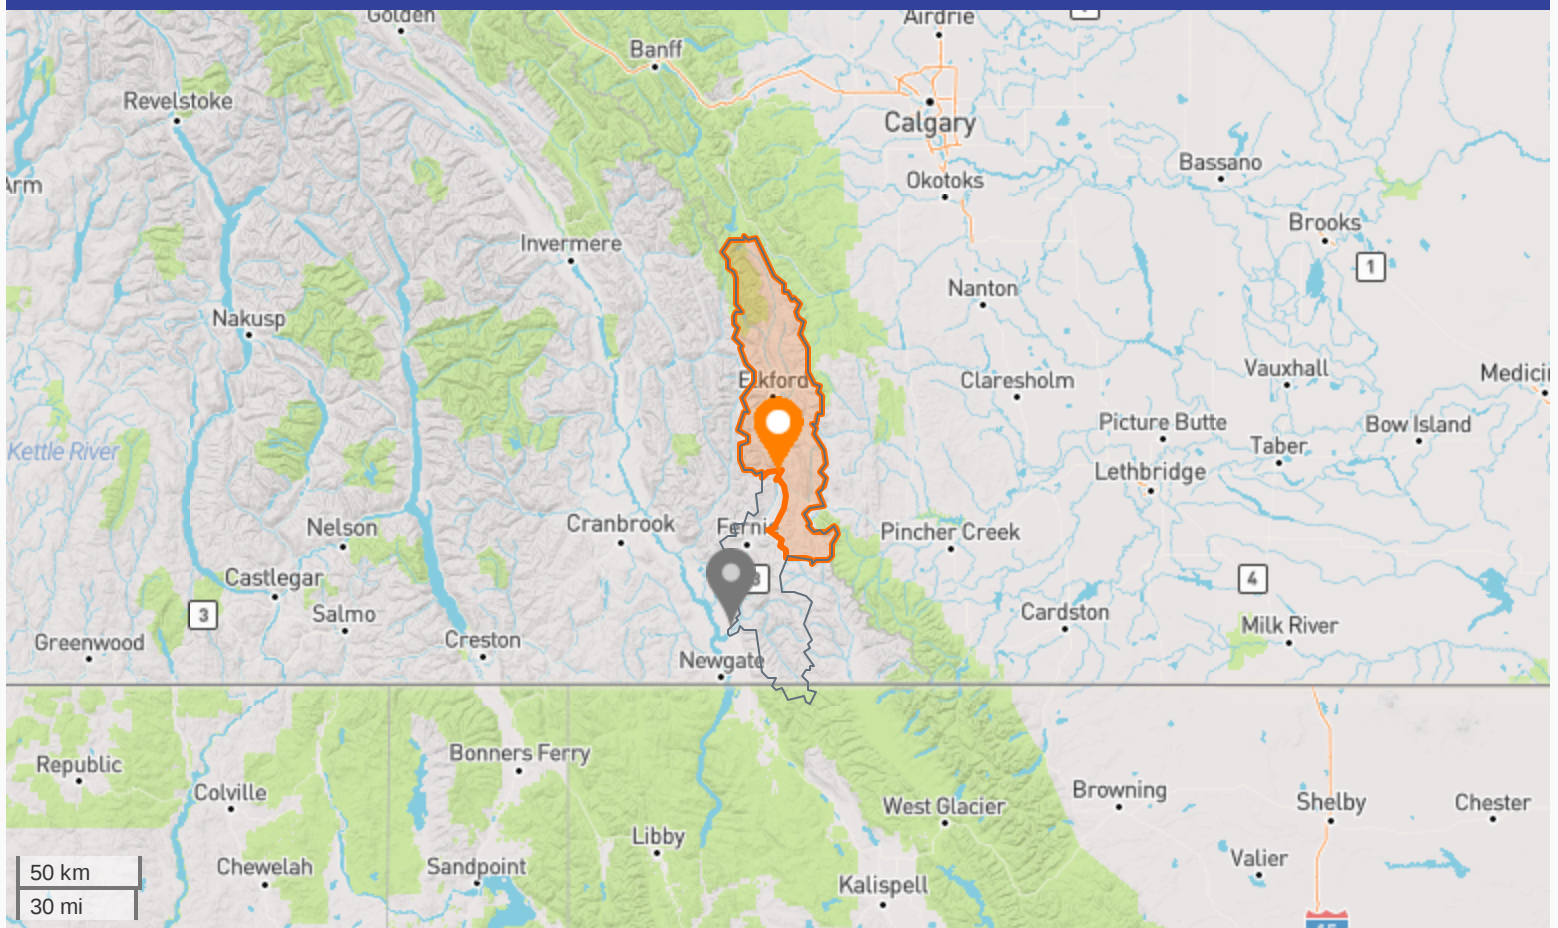 Golden
Airdrie
Banff
Revelstoke
Calgary
Bassano
Arm
Okotoks
Brooks
Invermere
1
Nanton
Nakusp
Vauxhall
Elkford
Claresholm
Medici
Picture Butte
Bow Island
Kettle River
Taber
Lethbridge
Nelson
Cranbrook
Ferni
Pincher Creek
Castlegar
3
4
3
Salmo
Cardston
Milk River
Greenwood
Creston
Newgate
Bonners Ferry
Republic
Colville
Browning
West Glacier
Shelby
Chester
Libby
Chewelah
Sandpoint
Valier
50 km
Kalispell
30 mi